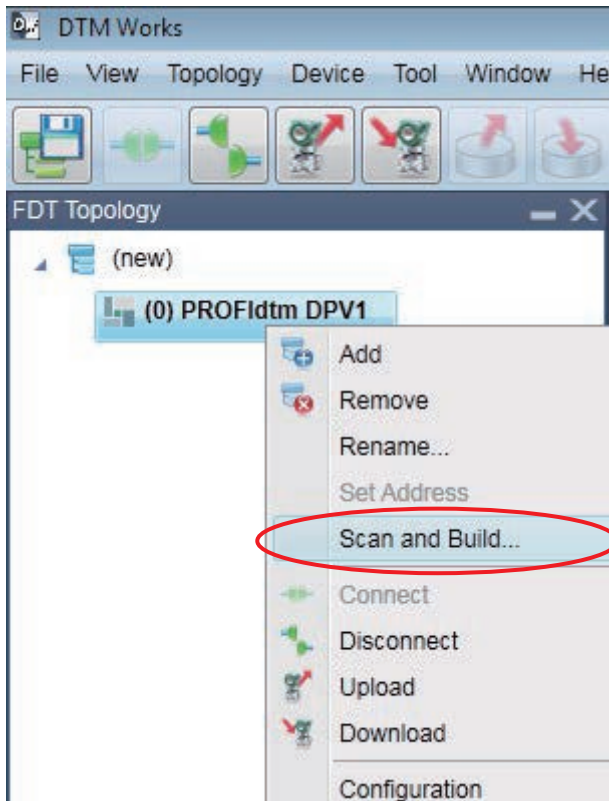 DTM Works
File View Topology Device Tool Window He
FDT Topology
(new)
(0) PROFIdtm DPV1
Add
Remove
Rename...
Set Address
Scan and Build...
Connect
Disconnect
Upload
Download
Configuration